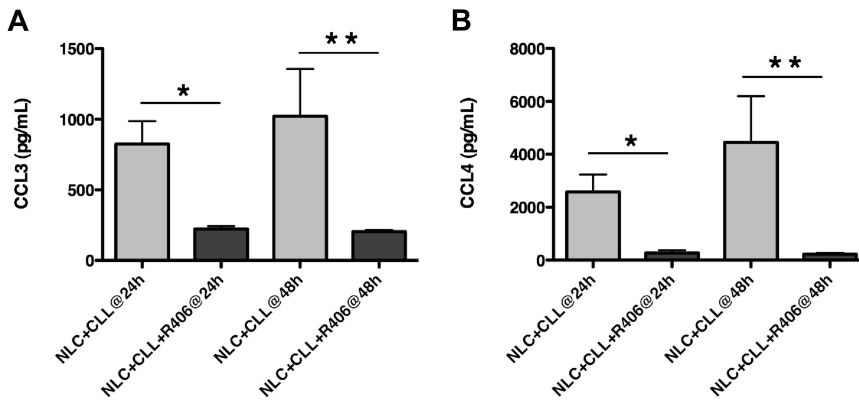 A
CCL3 (pg/mL)
1500
1000
500
0
*
**
NLC+CLL@24h
NLC+CLL+R406@24h
NLC+CLL@48h
NLC+CLL+R406@48h
B
CCL4 (pg/mL)
8000
6000
4000
2000
0
*
**
NLC+CLL@24h
NLC+CLL+R406@24h
NLC+CLL@48h
NLC+CLL+R406@48h